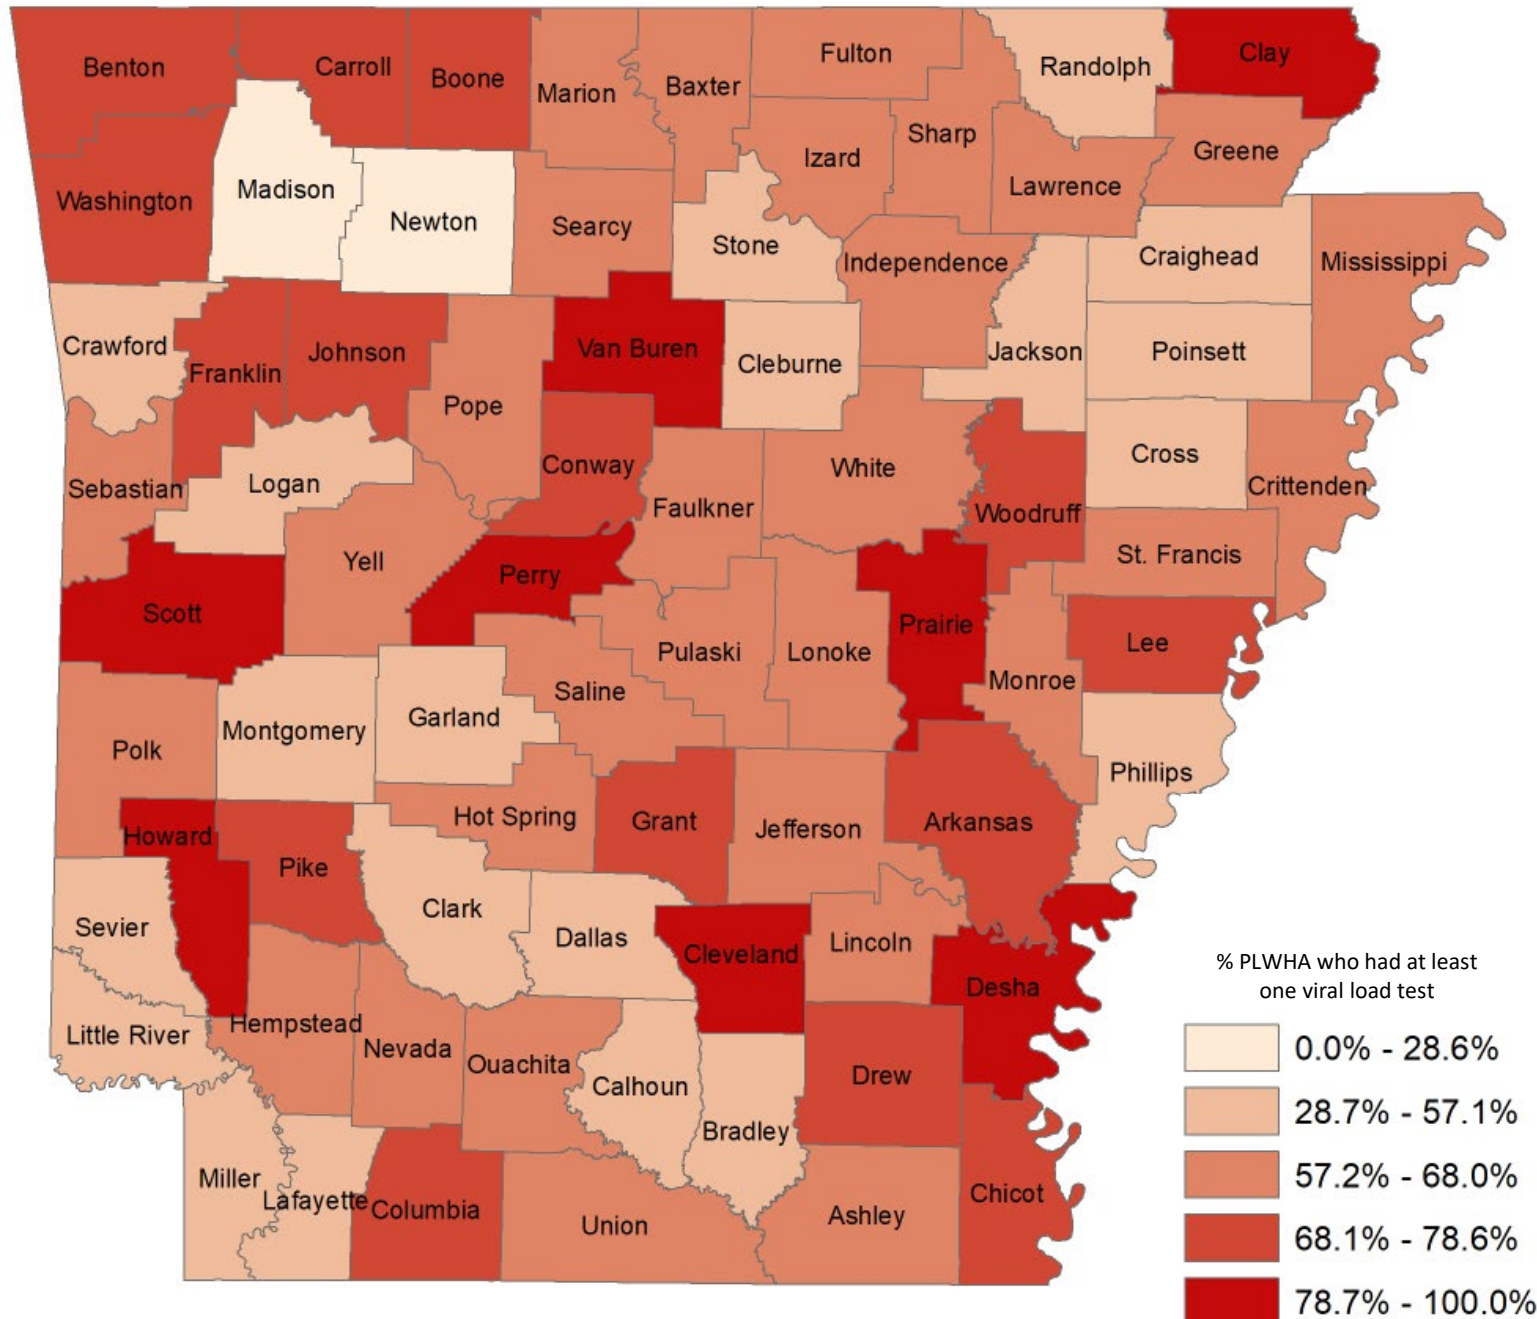 Benton
Carroll
Boone
Marion
Baxter
Fulton
Randolph
Clay
Sharp
Izard
Greene
Lawrence
Washington
Madison
Newton
Searcy
Stone
Independence
Craighead
Mississippi
Crawford
Franklin
Johnson
Van Buren
Cleburne
Jackson
Poinsett
Pope
Conway
White
Cross
Crittenden
Sebastian
Logan
Faulkner
Woodruff
Yell
Perry
St. Francis
Scott
Prairie
Lee
Pulaski
Lonoke
Monroe
Saline
Montgomery
Garland
Polk
Phillips
Hot Spring
Grant
Jefferson
Arkansas
Howard
Pike
Clark
Sevier
Dallas
Cleveland
Lincoln
Desha
Little River
Hempstead
Nevada
Ouachita
Calhoun
Drew
Bradley
Miller
Lafayette
Columbia
Union
Ashley
Chicot
% PLWHA who had at least
one viral load test
0.0% - 28.6%
28.7% - 57.1%
57.2% - 68.0%
68.1% - 78.6%
78.7% - 100.0%